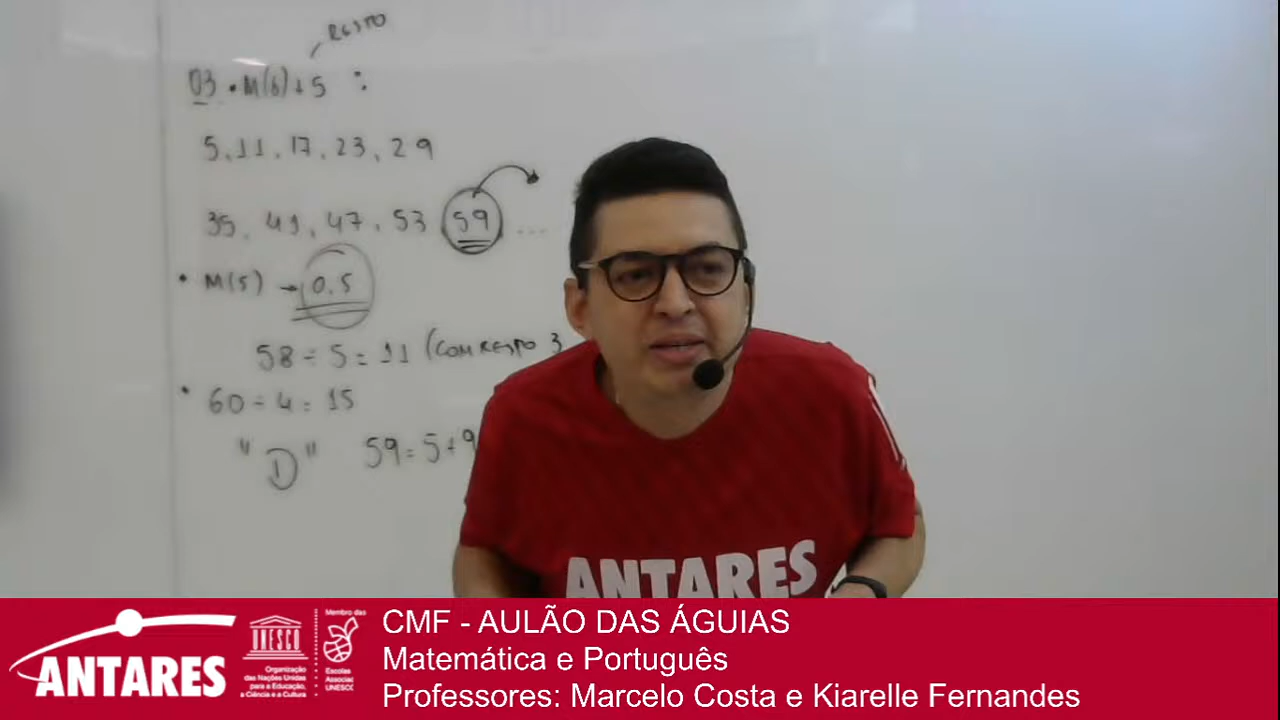 RESTO
03 • M(6)+5 :
5, 11, 17, 23, 29
35, 41, 47, 53 59 ...
• M(5) → 0.5
58 ÷ 5 = 11 (COM RESTO 3
• 60 ÷ 4 = 15
"D" 59 = 5+9
ANTARES
ANTARES
UNESCO
Organização
das Nações Unidas
para a Educação,
a Ciência e a Cultura
Membro das
Escolas
Associadas
UNESCO
CMF - AULÃO DAS ÁGUIAS
Matemática e Português
Professores: Marcelo Costa e Kiarelle Fernandes